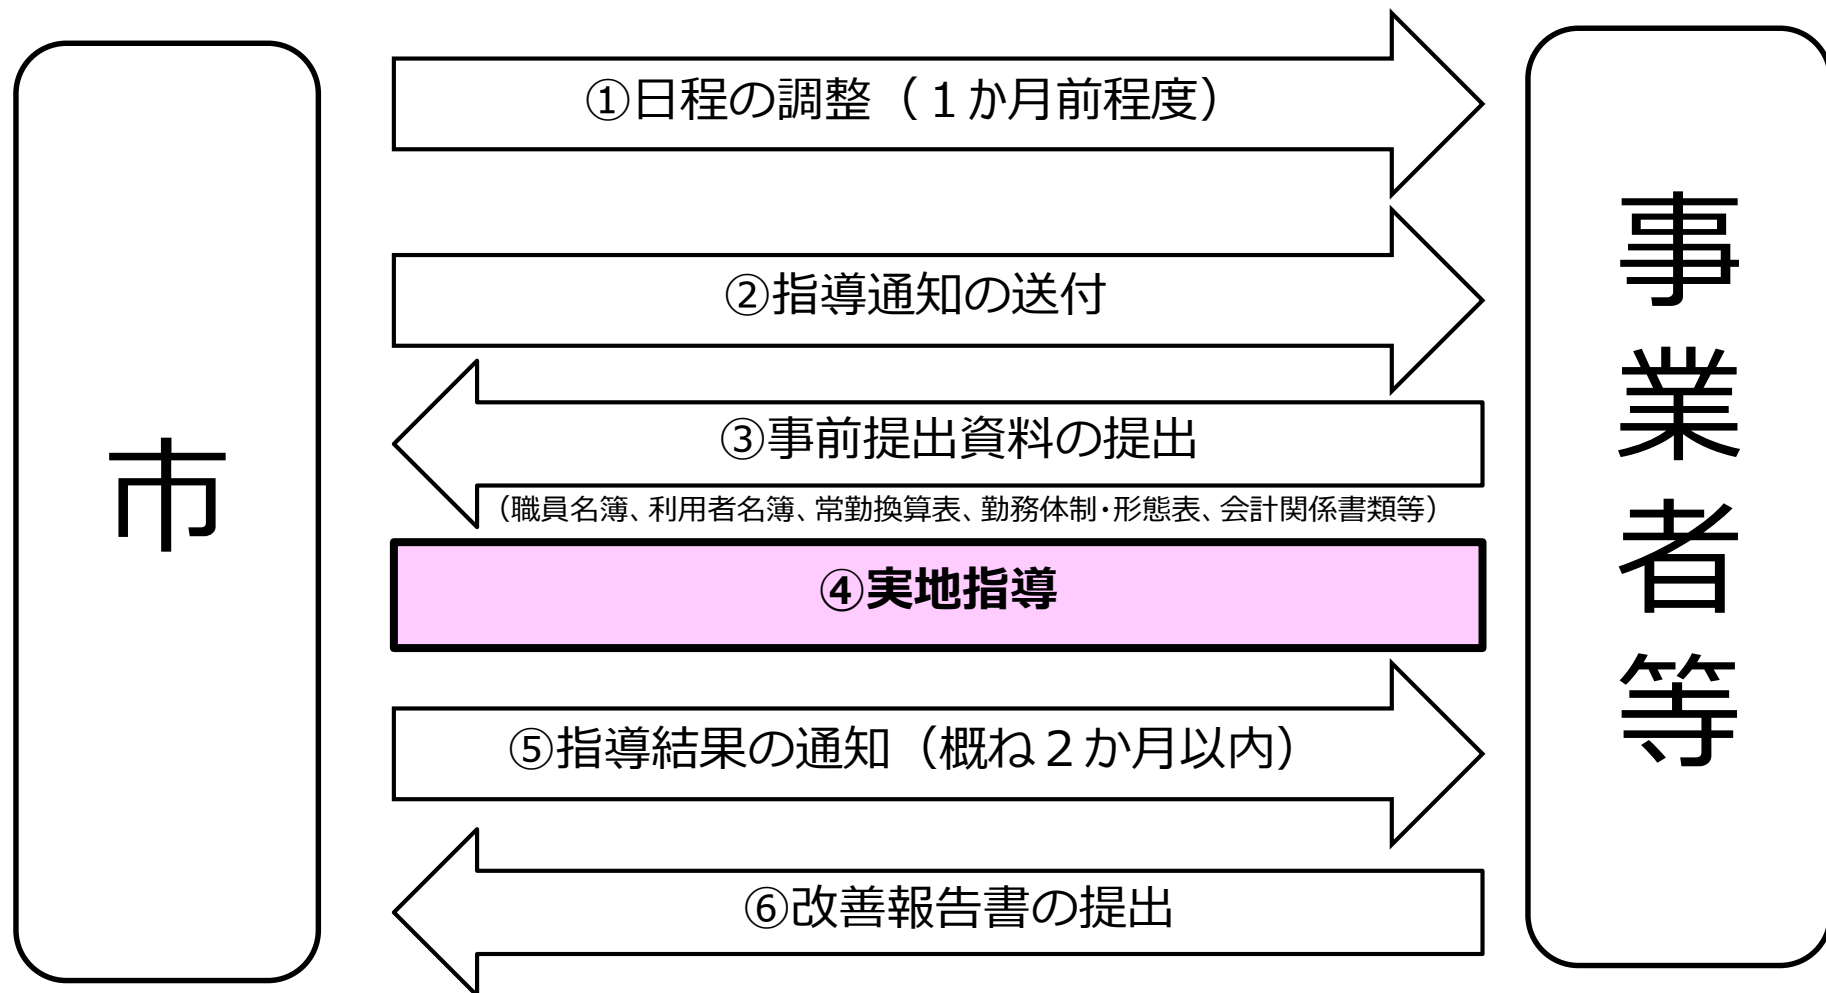 市
①日程の調整（１か月前程度）
②指導通知の送付
③事前提出資料の提出
（職員名簿、利用者名簿、常勤換算表、勤務体制・形態表、会計関係書類等）
④実地指導
⑤指導結果の通知（概ね２か月以内）
⑥改善報告書の提出
事業者等